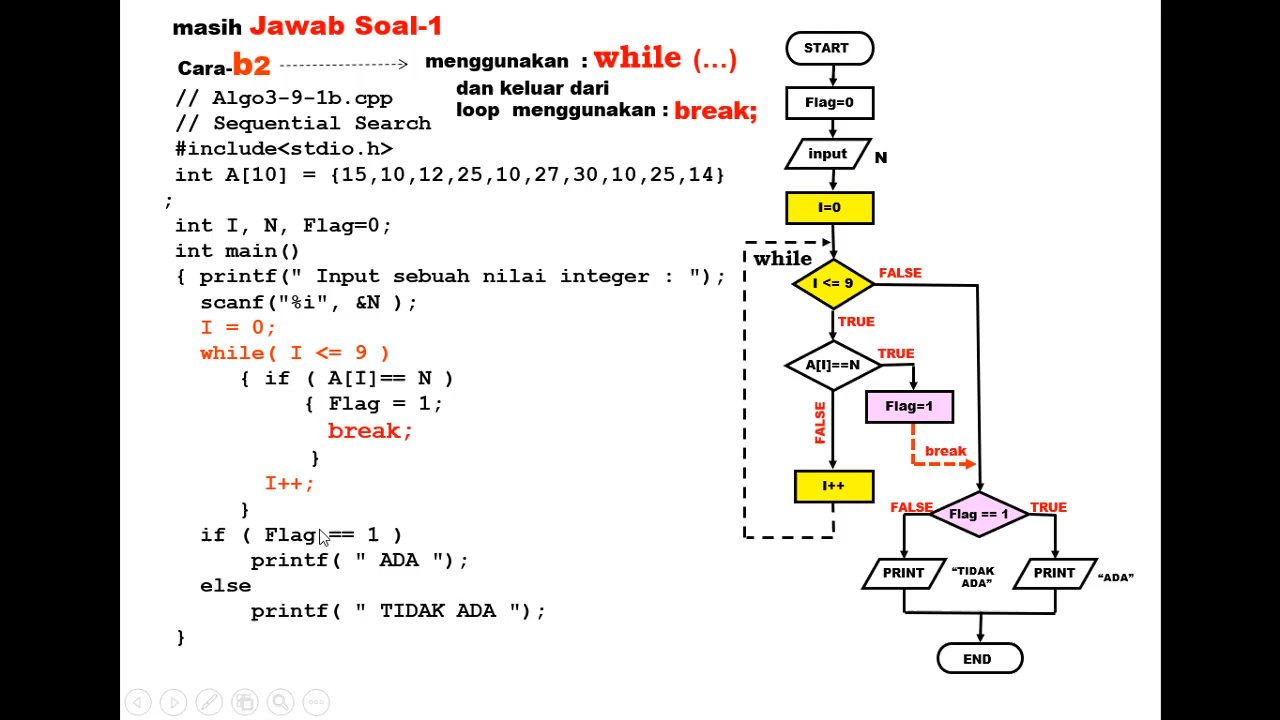 masih Jawab Soal-1
Cara-b2
menggunakan : while (...)
dan keluar dari
loop menggunakan : break;
// Algo3-9-1b.cpp
// Sequential Search
#include<stdio.h>
int A[10] = {15,10,12,25,10,27,30,10,25,14}
;
int I, N, Flag=0;
int main()
{ printf(" Input sebuah nilai integer : ");
scanf("%i", &N );
I = 0;
while( I <= 9 )
{ if ( A[I]== N )
{ Flag = 1;
break;
}
I++;
}
if ( Flag == 1 )
printf( " ADA ");
else
printf( " TIDAK ADA ");
}
START
Flag=0
input
N
I=0
while
I <= 9
FALSE
TRUE
A[I]==N
TRUE
Flag=1
FALSE
break
I++
FALSE
Flag == 1
TRUE
PRINT
"TIDAK
ADA"
PRINT
"ADA"
END